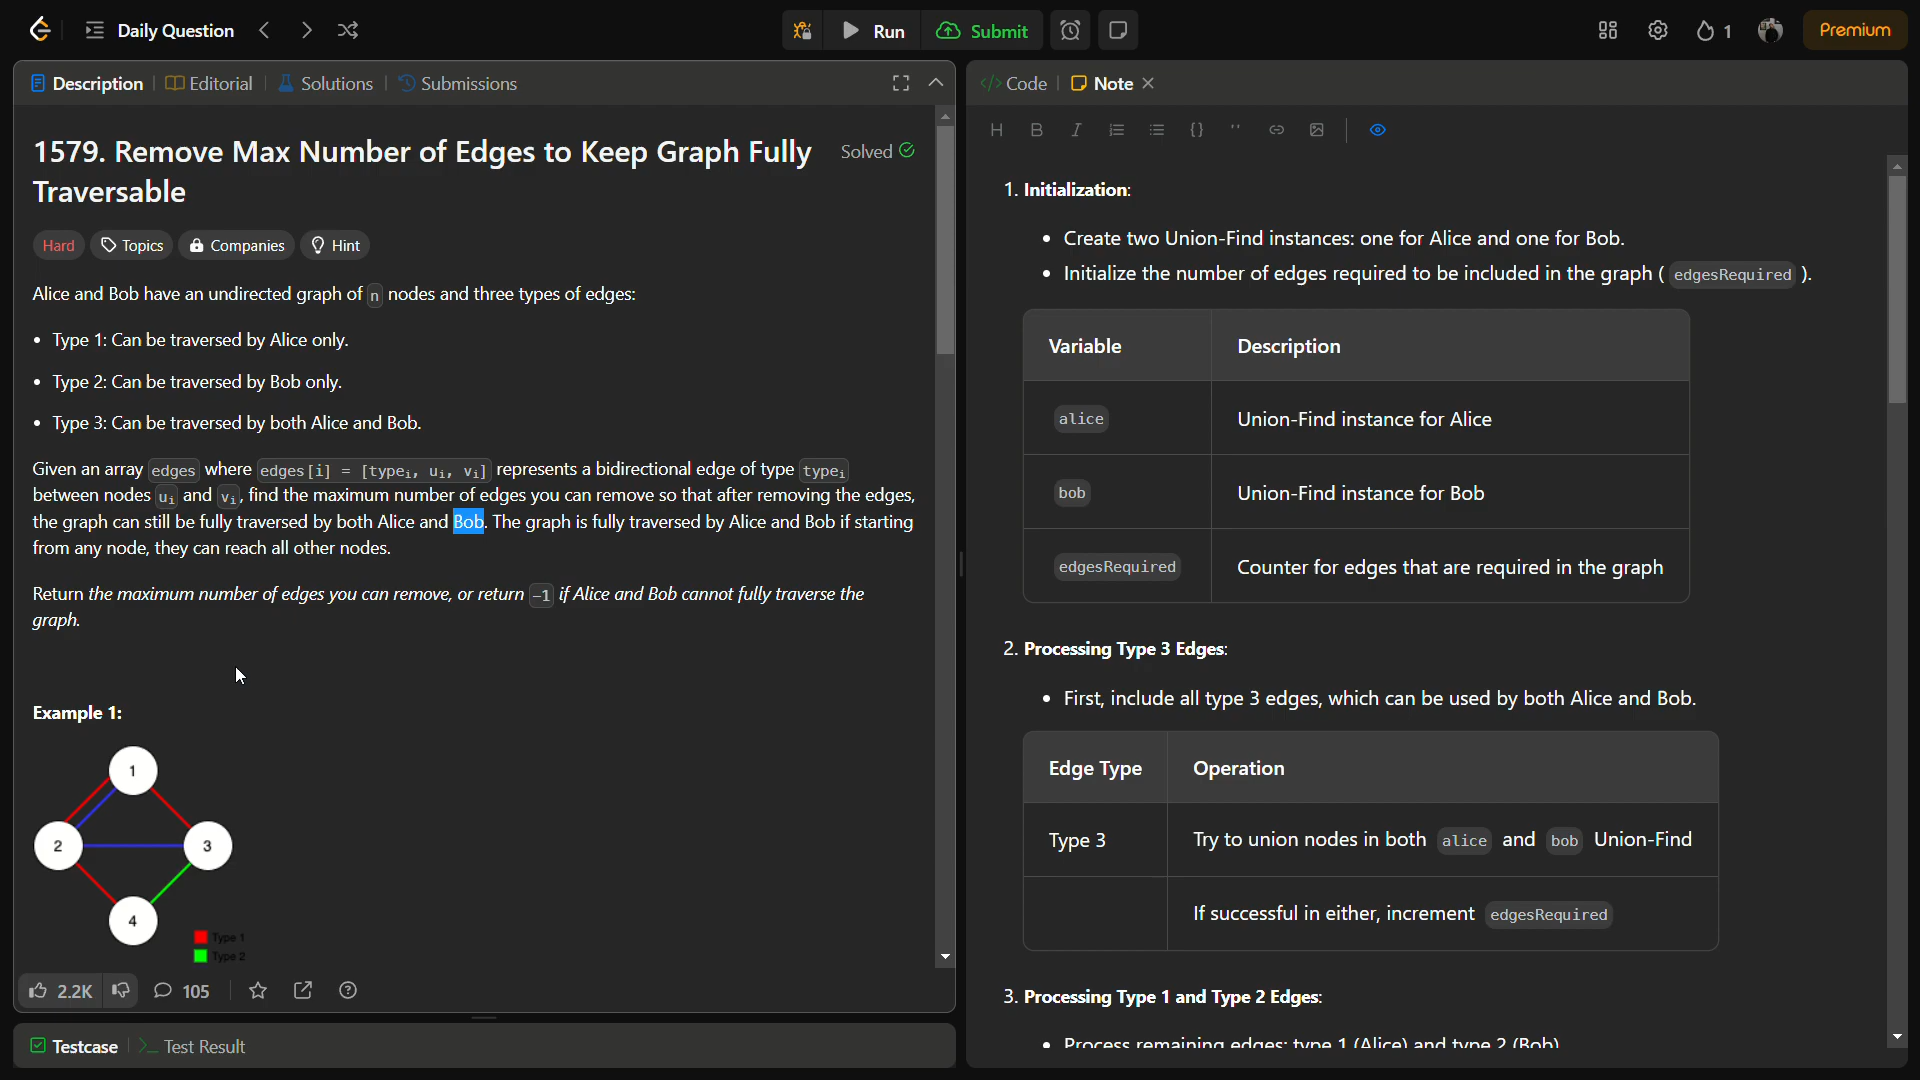 Daily Question
Run
Submit
1
Premium
Description
Editorial
Solutions
Submissions
1579. Remove Max Number of Edges to Keep Graph Fully
Traversable
Solved
Hard
Topics
Companies
Hint
Alice and Bob have an undirected graph of n nodes and three types of edges:
• Type 1: Can be traversed by Alice only.
• Type 2: Can be traversed by Bob only.
• Type 3: Can be traversed by both Alice and Bob.
Given an array edges where edges[i] = [typeᵢ, uᵢ, vᵢ] represents a bidirectional edge of type typeᵢ
between nodes uᵢ and vᵢ, find the maximum number of edges you can remove so that after removing the edges,
the graph can still be fully traversed by both Alice and Bob. The graph is fully traversed by Alice and Bob if starting
from any node, they can reach all other nodes.
Return the maximum number of edges you can remove, or return -1 if Alice and Bob cannot fully traverse the
graph.
Example 1:
1
2
3
4
Type 1
Type 2
2.2K
105
Testcase
Test Result
</> Code
Note
H B I {} ''
1. Initialization:
• Create two Union-Find instances: one for Alice and one for Bob.
• Initialize the number of edges required to be included in the graph ( edgesRequired ).
Variable Description
alice Union-Find instance for Alice
bob Union-Find instance for Bob
edgesRequired Counter for edges that are required in the graph
2. Processing Type 3 Edges:
• First, include all type 3 edges, which can be used by both Alice and Bob.
Edge Type Operation
Type 3 Try to union nodes in both alice and bob Union-Find
If successful in either, increment edgesRequired
3. Processing Type 1 and Type 2 Edges:
• Process remaining edges: type 1 (Alice) and type 2 (Bob)